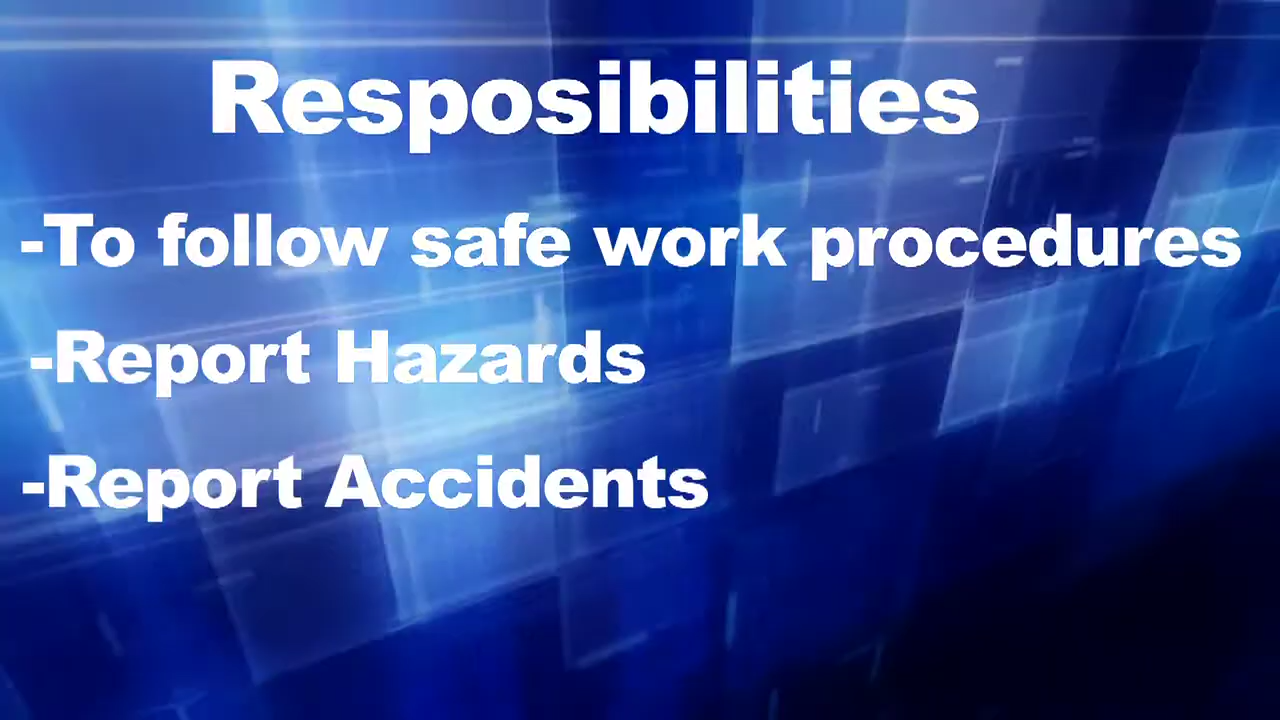 Resposibilities
-To follow safe work procedures
-Report Hazards
-Report Accidents